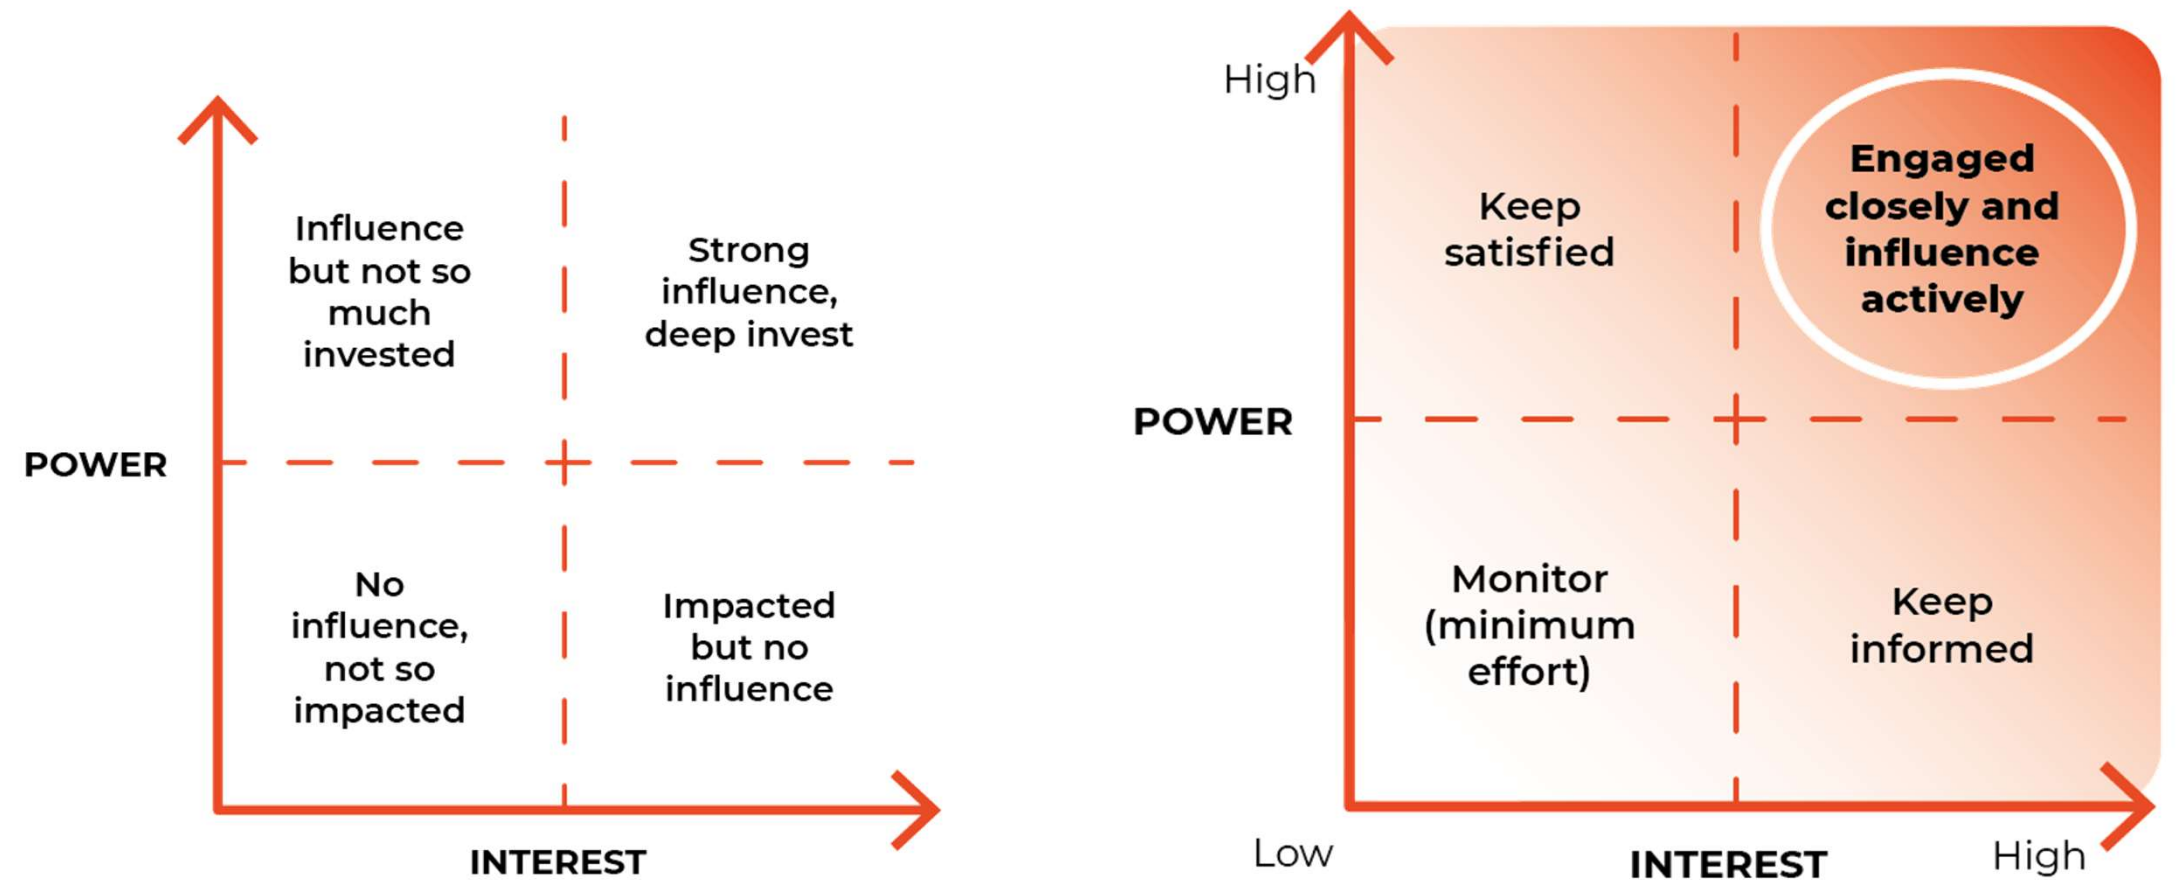 Influence
but not so
much
invested
Strong
influence,
deep invest
POWER
No
influence,
not so
impacted
Impacted
but no
influence
INTEREST
High
Keep
satisfied
Engaged
closely and
influence
actively
POWER
Monitor
(minimum
effort)
Keep
informed
Low
INTEREST
High